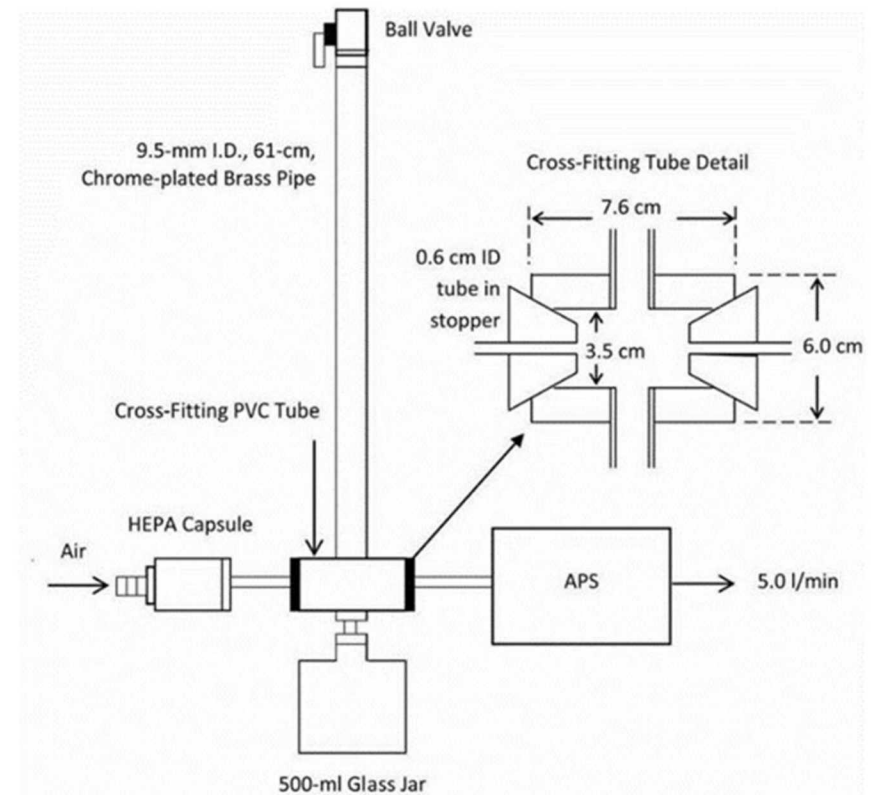 Ball Valve
9.5-mm I.D., 61-cm,
Chrome-plated Brass Pipe
Cross-Fitting Tube Detail
7.6 cm
0.6 cm ID
tube in
stopper
3.5 cm
6.0 cm
Cross-Fitting PVC Tube
HEPA Capsule
Air
APS
5.0 l/min
500-ml Glass Jar